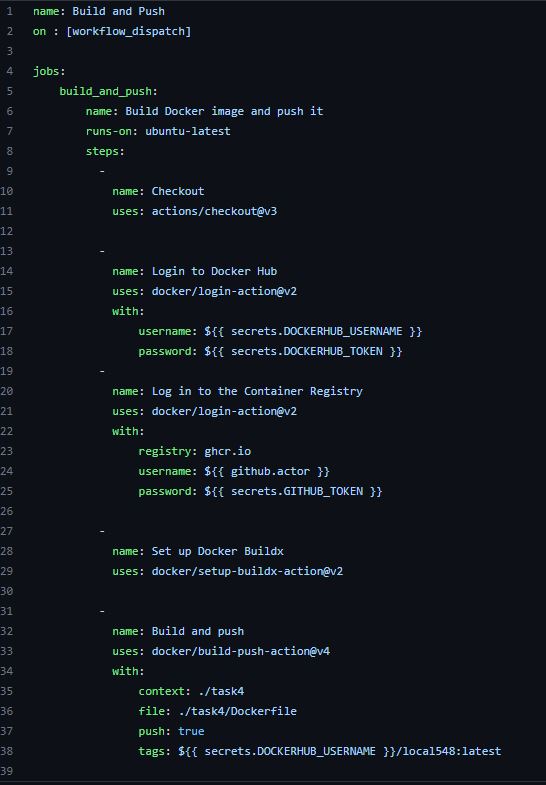 1 name: Build and Push
2 on : [workflow_dispatch]
3
4 jobs:
5     build_and_push:
6         name: Build Docker image and push it
7         runs-on: ubuntu-latest
8         steps:
9           -
10             name: Checkout
11             uses: actions/checkout@v3
12
13           -
14             name: Login to Docker Hub
15             uses: docker/login-action@v2
16             with:
17                 username: ${{ secrets.DOCKERHUB_USERNAME }}
18                 password: ${{ secrets.DOCKERHUB_TOKEN }}
19           -
20             name: Log in to the Container Registry
21             uses: docker/login-action@v2
22             with:
23                 registry: ghcr.io
24                 username: ${{ github.actor }}
25                 password: ${{ secrets.GITHUB_TOKEN }}
26
27           -
28             name: Set up Docker Buildx
29             uses: docker/setup-buildx-action@v2
30
31           -
32             name: Build and push
33             uses: docker/build-push-action@v4
34             with:
35                 context: ./task4
36                 file: ./task4/Dockerfile
37                 push: true
38                 tags: ${{ secrets.DOCKERHUB_USERNAME }}/local548:latest
39